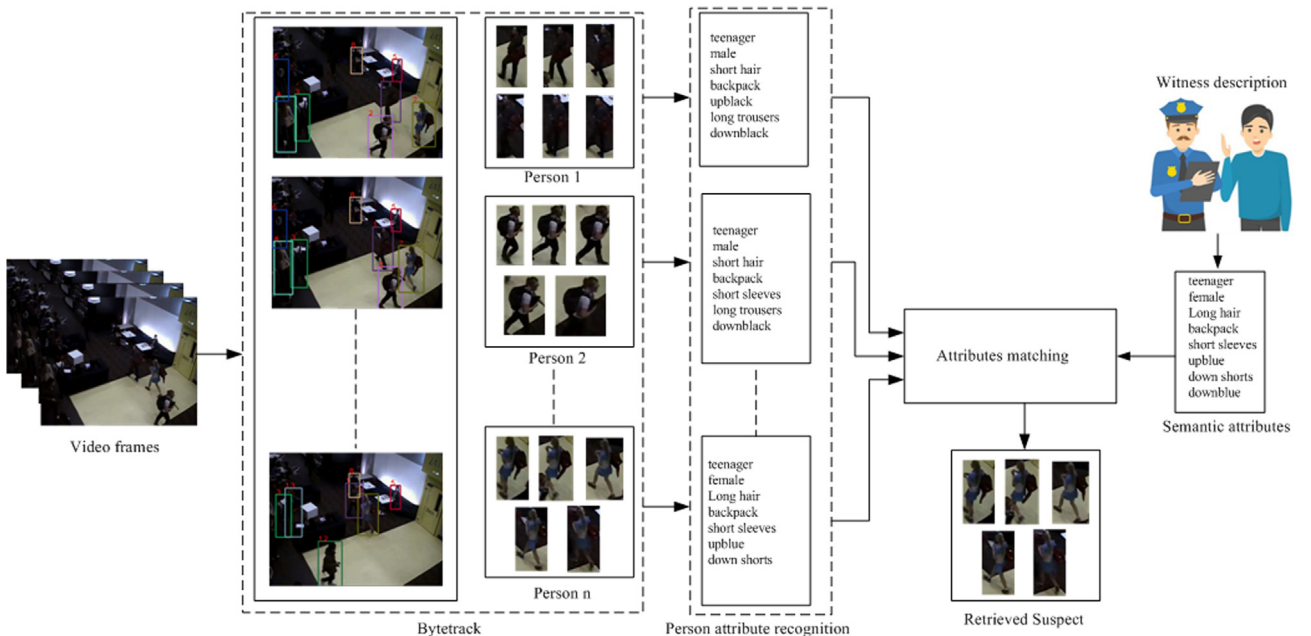 Video frames
Person 1
Person 2
Person n
Bytetrack
teenager
male
short hair
backpack
upblack
long trousers
downblack
teenager
male
short hair
backpack
short sleeves
long trousers
downblack
teenager
female
Long hair
backpack
short sleeves
upblue
down shorts
Person attribute recognition
Attributes matching
Witness description
teenager
female
Long hair
backpack
short sleeves
upblue
down shorts
downblue
Semantic attributes
Retrieved Suspect